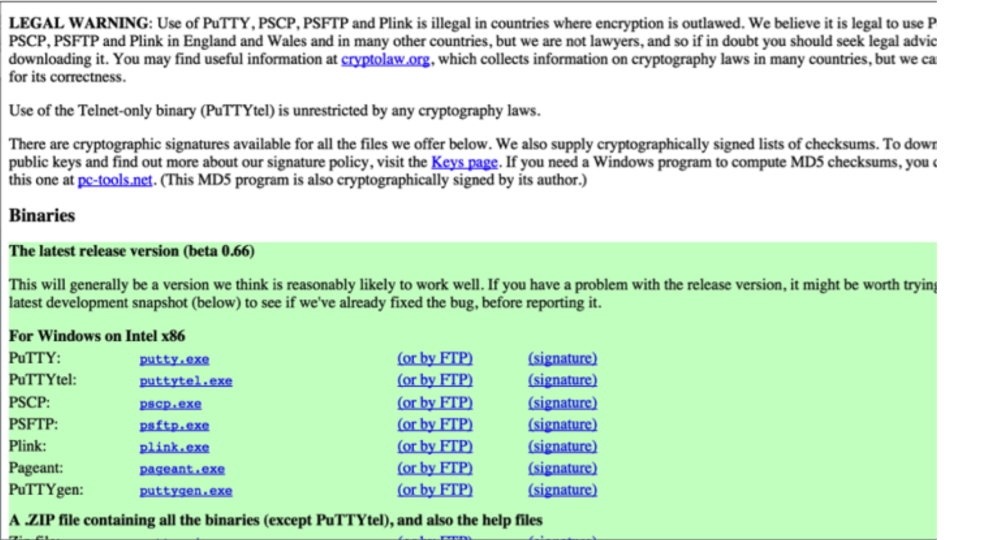 LEGAL WARNING: Use of PuTTY, PSCP, PSFTP and Plink is illegal in countries where encryption is outlawed. We believe it is legal to use P
PSCP, PSFTP and Plink in England and Wales and in many other countries, but we are not lawyers, and so if in doubt you should seek legal advic
downloading it. You may find useful information at cryptolaw.org, which collects information on cryptography laws in many countries, but we ca
for its correctness.
Use of the Telnet-only binary (PuTTYtel) is unrestricted by any cryptography laws.
There are cryptographic signatures available for all the files we offer below. We also supply cryptographically signed lists of checksums. To down
public keys and find out more about our signature policy, visit the Keys page. If you need a Windows program to compute MD5 checksums, you
this one at pc-tools.net. (This MD5 program is also cryptographically signed by its author.)
Binaries
The latest release version (beta 0.66)
This will generally be a version we think is reasonably likely to work well. If you have a problem with the release version, it might be worth trying
latest development snapshot (below) to see if we've already fixed the bug, before reporting it.
For Windows on Intel x86
PuTTY: putty.exe (or by FTP) (signature)
PuTTYtel: puttytel.exe (or by FTP) (signature)
PSCP: pscp.exe (or by FTP) (signature)
PSFTP: psftp.exe (or by FTP) (signature)
Plink: plink.exe (or by FTP) (signature)
Pageant: pageant.exe (or by FTP) (signature)
PuTTYgen: puttygen.exe (or by FTP) (signature)
A .ZIP file containing all the binaries (except PuTTYtel), and also the help files